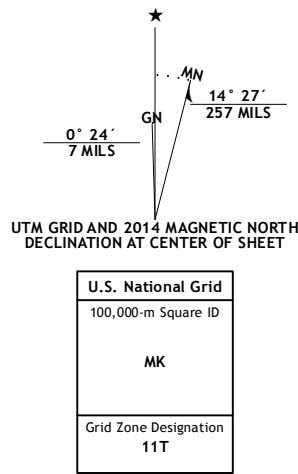 ★
MN
GN
14° 27´
257 MILS
0° 24´
7 MILS
UTM GRID AND 2014 MAGNETIC NORTH
DECLINATION AT CENTER OF SHEET
U.S. National Grid
100,000-m Square ID
MK
Grid Zone Designation
11T